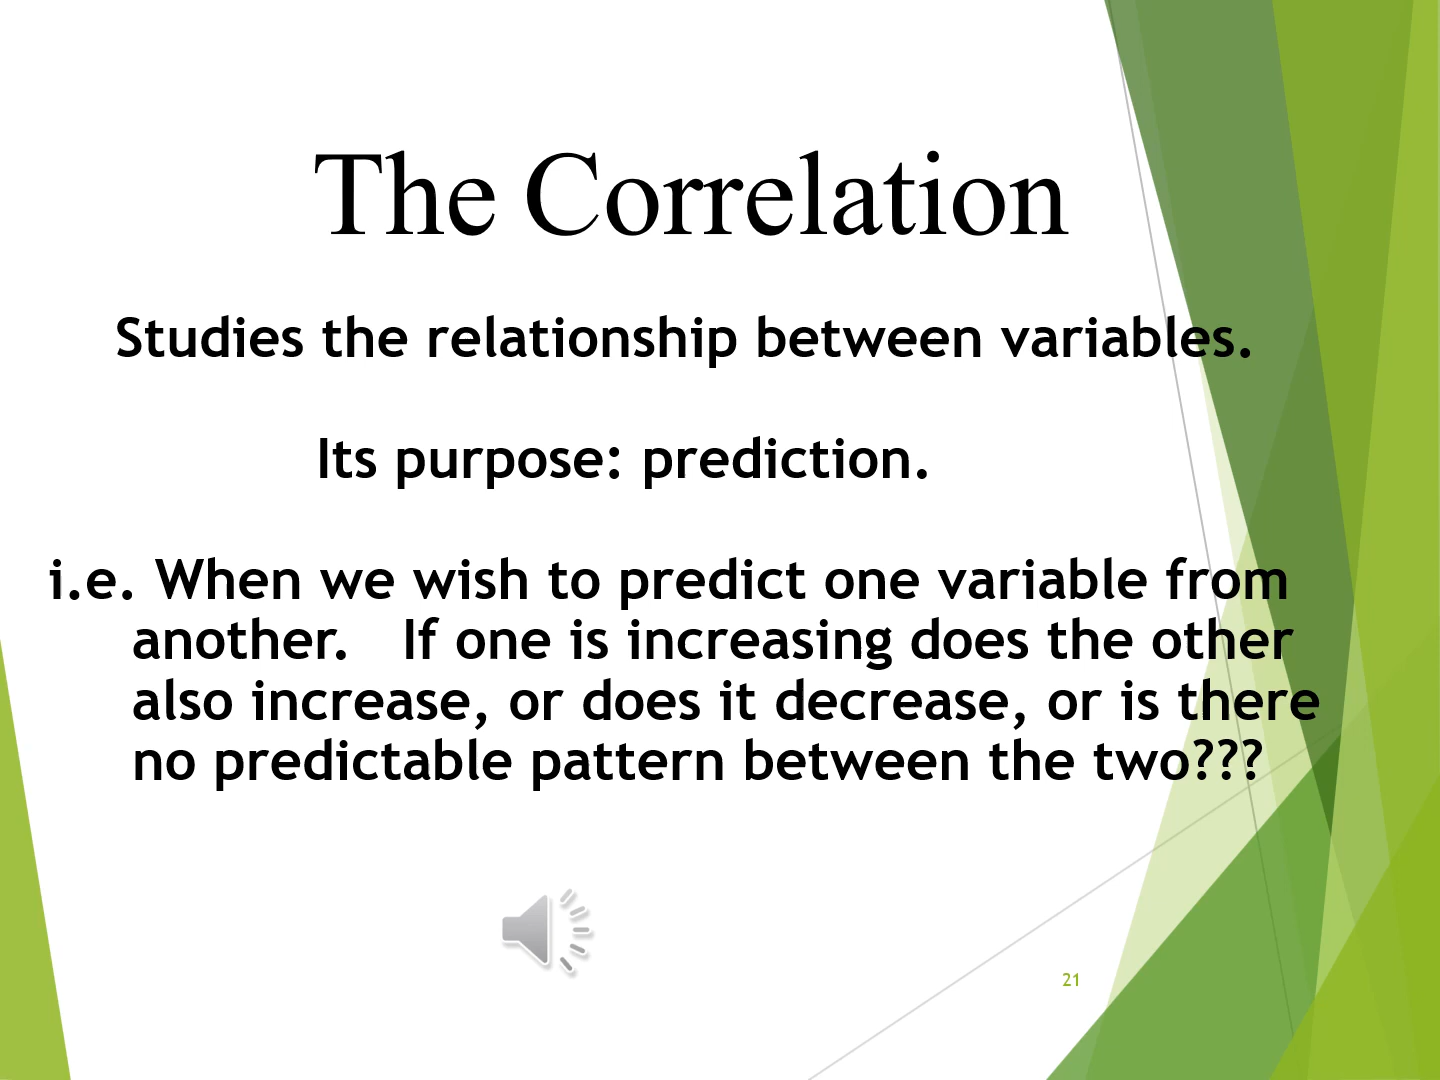 The Correlation
Studies the relationship between variables.
Its purpose: prediction.
i.e. When we wish to predict one variable from
another. If one is increasing does the other
also increase, or does it decrease, or is there
no predictable pattern between the two???
21